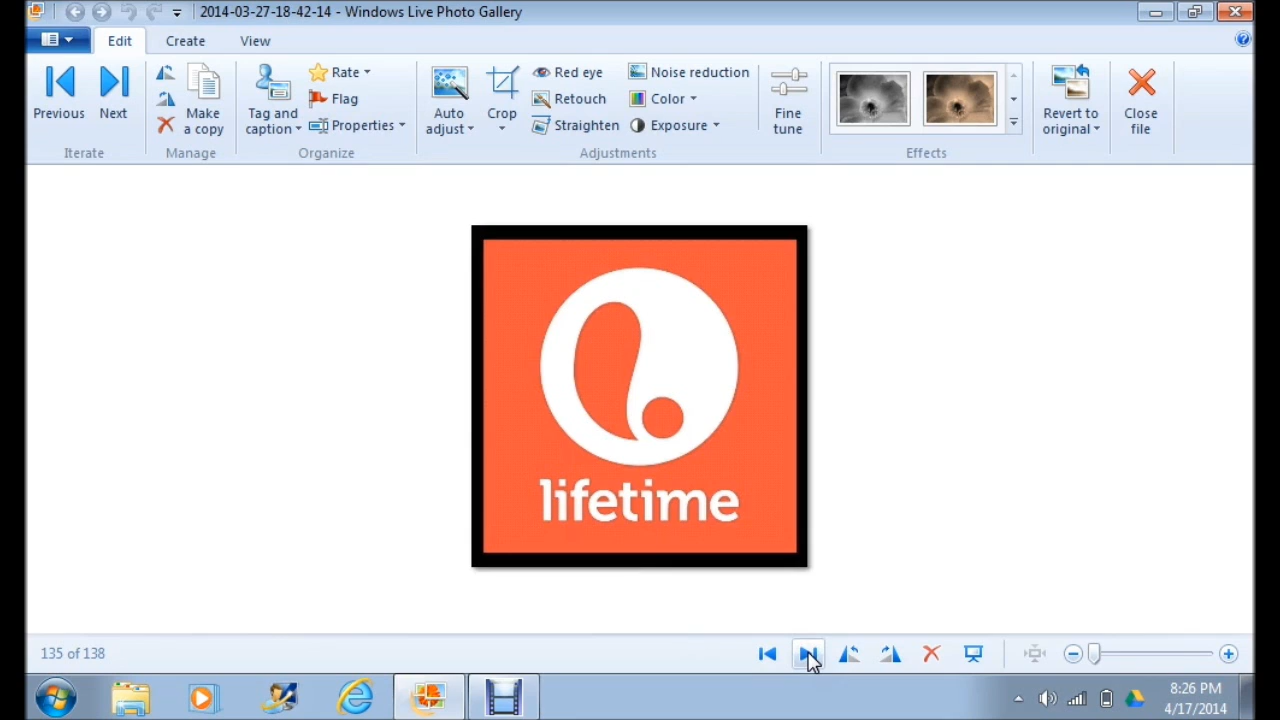 2014-03-27-18-42-14 - Windows Live Photo Gallery
Edit Create View
Previous Next
Iterate
Make a copy
Manage
Tag and caption
Rate
Flag
Properties
Organize
Auto adjust
Crop
Red eye
Retouch
Straighten
Noise reduction
Color
Exposure
Adjustments
Fine tune
Effects
Revert to original
Close file
lifetime
135 of 138
8:26 PM
4/17/2014